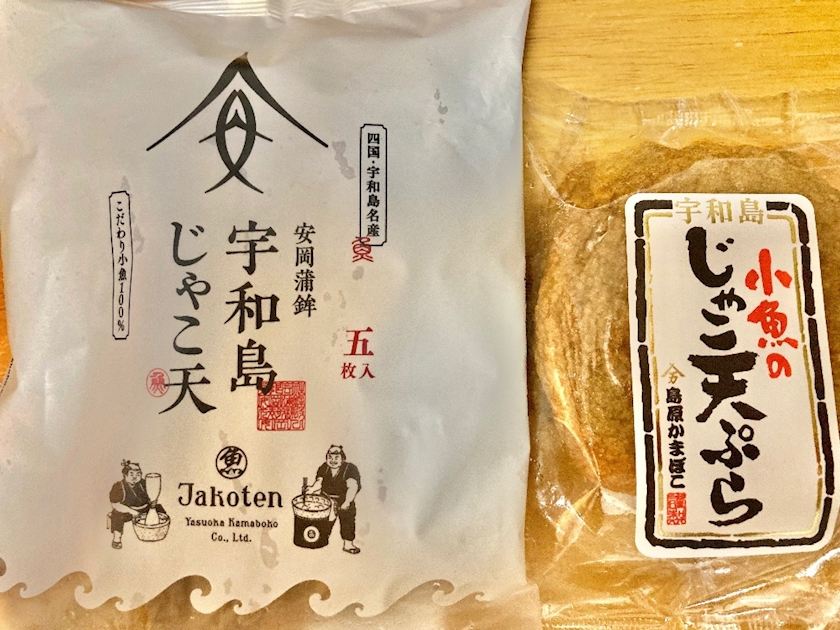 四国・宇和島名産
安岡蒲鉾
宇和島
じゃこ天
五
枚入
こだわり小魚100%
魚
Jakoten
Yasuoka Kamaboko
Co., Ltd.
宇和島
小魚の
じゃこ天ぷら
島原かまぼこ